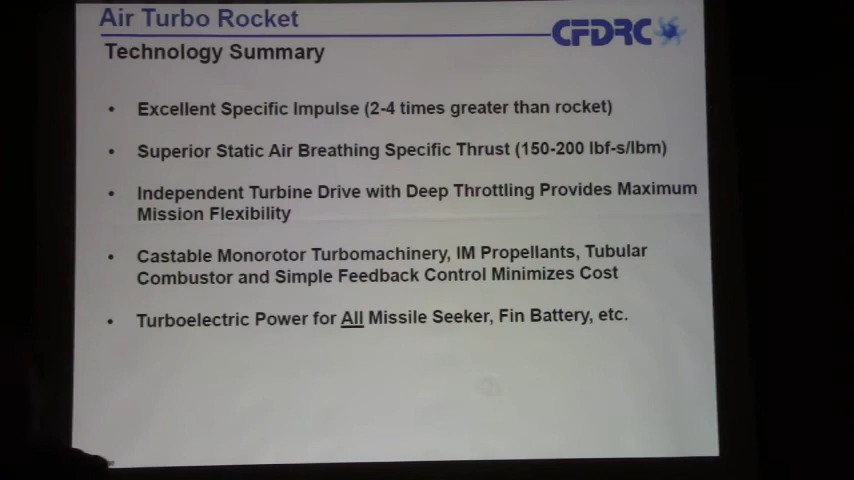 Air Turbo Rocket
CFDRC
Technology Summary
• Excellent Specific Impulse (2-4 times greater than rocket)
• Superior Static Air Breathing Specific Thrust (150-200 lbf-s/lbm)
• Independent Turbine Drive with Deep Throttling Provides Maximum
Mission Flexibility
• Castable Monorotor Turbomachinery, IM Propellants, Tubular
Combustor and Simple Feedback Control Minimizes Cost
• Turboelectric Power for All Missile Seeker, Fin Battery, etc.